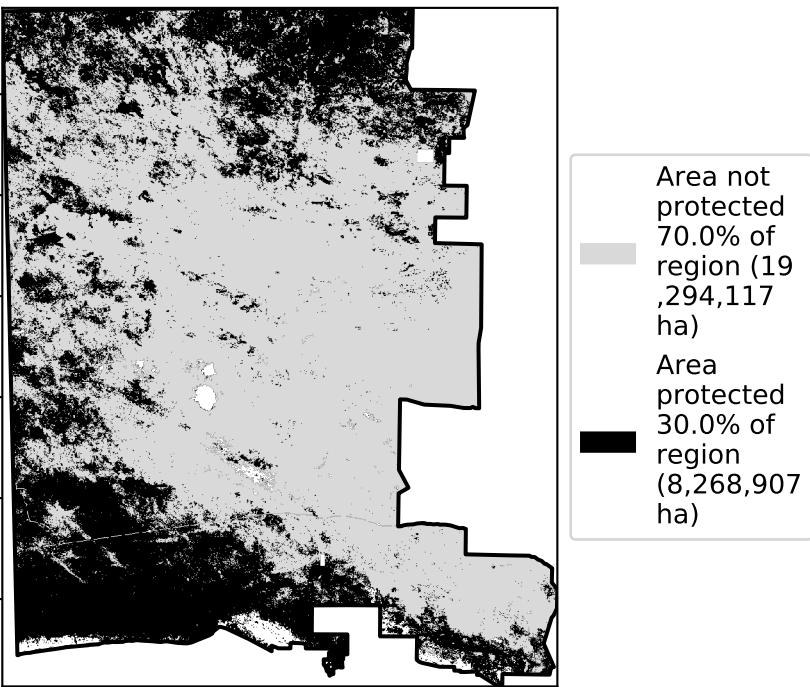 Area not
protected
70.0% of
region (19
,294,117
ha)
Area
protected
30.0% of
region
(8,268,907
ha)